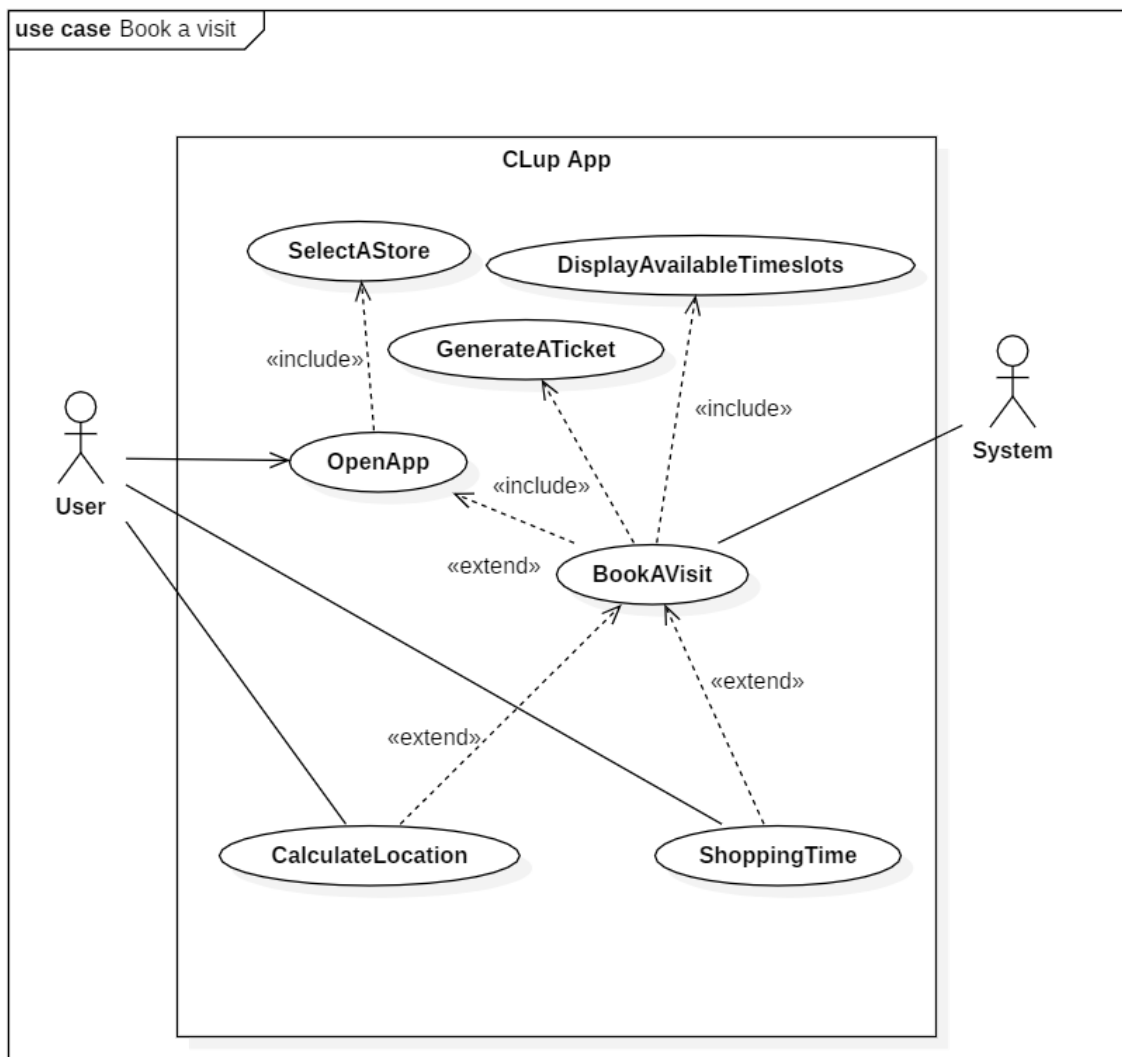 use case Book a visit
CLup App
SelectAStore
DisplayAvailableTimeslots
GenerateATicket
«include»
«include»
System
OpenApp
User
«include»
«extend»
BookAVisit
«extend»
«extend»
CalculateLocation
ShoppingTime